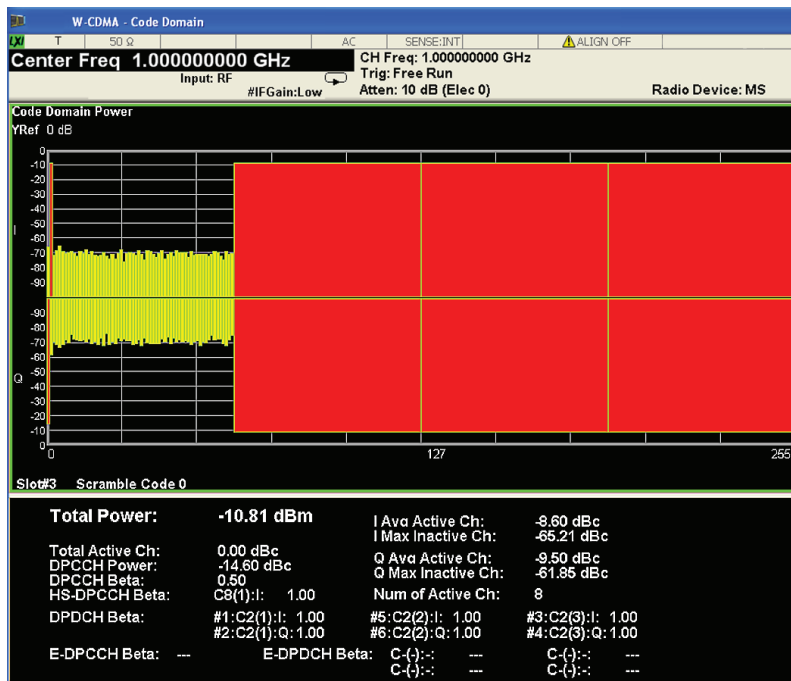 W-CDMA - Code Domain
LXI T 50 Ω AC SENSE:INT ALIGN OFF
Center Freq 1.000000000 GHz
CH Freq: 1.000000000 GHz
Input: RF
Trig: Free Run
#IFGain:Low
Atten: 10 dB (Elec 0)
Radio Device: MS
Code Domain Power
YRef 0 dB
0
-10
-20
-30
-40
-50
I
-60
-70
-80
-90
-90
-80
-70
-60
-50
Q
-40
-30
-20
-10
0
0 127 255
Slot#3 Scramble Code 0
Total Power: -10.81 dBm
I Avg Active Ch: -8.60 dBc
I Max Inactive Ch: -65.21 dBc
Total Active Ch: 0.00 dBc
Q Avg Active Ch: -9.50 dBc
DPCCH Power: -14.60 dBc
Q Max Inactive Ch: -61.85 dBc
DPCCH Beta: 0.50
HS-DPCCH Beta: C8(1):I: 1.00
Num of Active Ch: 8
DPDCH Beta: #1:C2(1):I: 1.00 #5:C2(2):I: 1.00 #3:C2(3):I: 1.00
#2:C2(1):Q:1.00 #6:C2(2):Q:1.00 #4:C2(3):Q:1.00
E-DPCCH Beta: --- E-DPDCH Beta: C-(-):-: --- C-(-):-: ---
C-(-):-: --- C-(-):-: ---